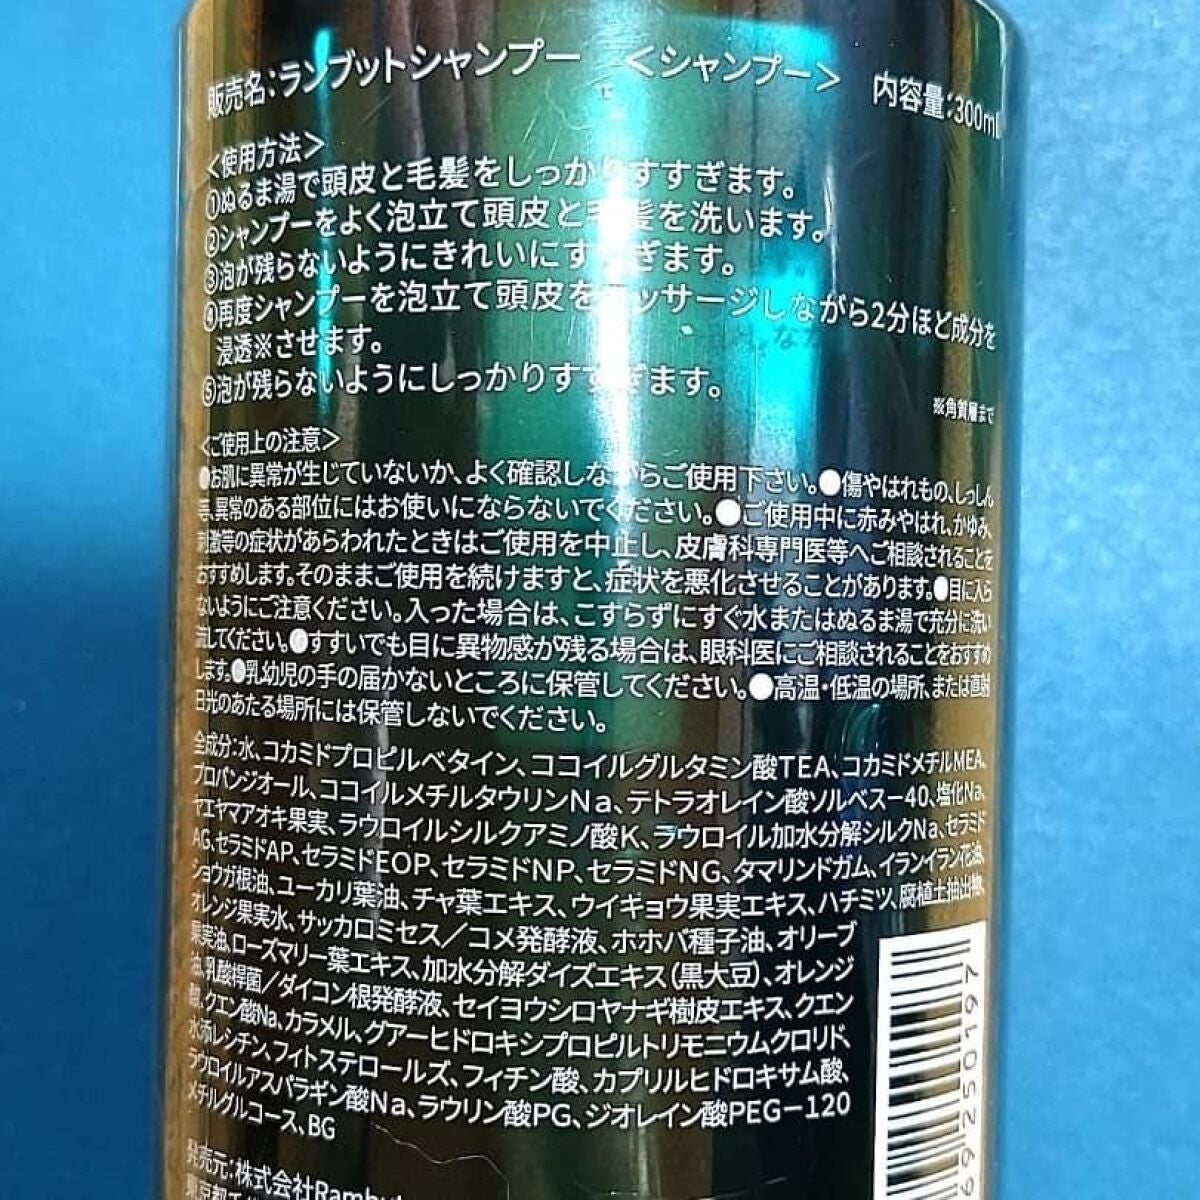 販売名:ランブットシャンプー <シャンプー> 内容量:300ml
<使用方法>
①ぬるま湯で頭皮と毛髪をしっかりすすぎます。
②シャンプーをよく泡立て頭皮と毛髪を洗います。
③泡が残らないようにきれいにすすぎます。
④再度シャンプーを泡立て頭皮をマッサージしながら2分ほど成分を
浸透※させます。
⑤泡が残らないようにしっかりすすぎます。
※角質層まで
<ご使用上の注意>
●お肌に異常が生じていないか、よく確認しながらご使用下さい。●傷やはれもの、しっしん
等、異常のある部位にはお使いにならないでください。●ご使用中に赤みやはれ、かゆみ、
刺激等の症状があらわれたときはご使用を中止し、皮膚科専門医等へご相談されることを
おすすめします。そのままご使用を続けますと、症状を悪化させることがあります。●目に入ら
ないようにご注意ください。入った場合は、こすらずにすぐ水またはぬるま湯で充分に洗い
流してください。●すすいでも目に異物感が残る場合は、眼科医にご相談されることをおすすめ
します。●乳幼児の手の届かないところに保管してください。●高温・低温の場所、または直射
日光のあたる場所には保管しないでください。
全成分:水、コカミドプロピルベタイン、ココイルグルタミン酸TEA、コカミドメチルMEA、
プロパンジオール、ココイルメチルタウリンNa、テトラオレイン酸ソルベスー40、塩化Na、
ヤエヤマアオキ果実、ラウロイルシルクアミノ酸K、ラウロイル加水分解シルクNa、セラミド
AG、セラミドAP、セラミドEOP、セラミドNP、セラミドNG、タマリンドガム、イランイラン花油、
ショウガ根油、ユーカリ葉油、チャ葉エキス、ウイキョウ果実エキス、ハチミツ、腐植土抽出物、
オレンジ果実水、サッカロミセス/コメ発酵液、ホホバ種子油、オリーブ
果実油、ローズマリー葉エキス、加水分解ダイズエキス(黒大豆)、オレンジ
油、乳酸桿菌/ダイコン根発酵液、セイヨウシロヤナギ樹皮エキス、クエン
酸、クエン酸Na、カラメル、グアーヒドロキシプロピルトリモニウムクロリド、
水添レシチン、フィトステロールズ、フィチン酸、カプリルヒドロキサム酸、
ラウロイルアスパラギン酸Na、ラウリン酸PG、ジオレイン酸PEGー120
メチルグルコース、BG
発売元:株式会社Rambut
東京都千
69250197